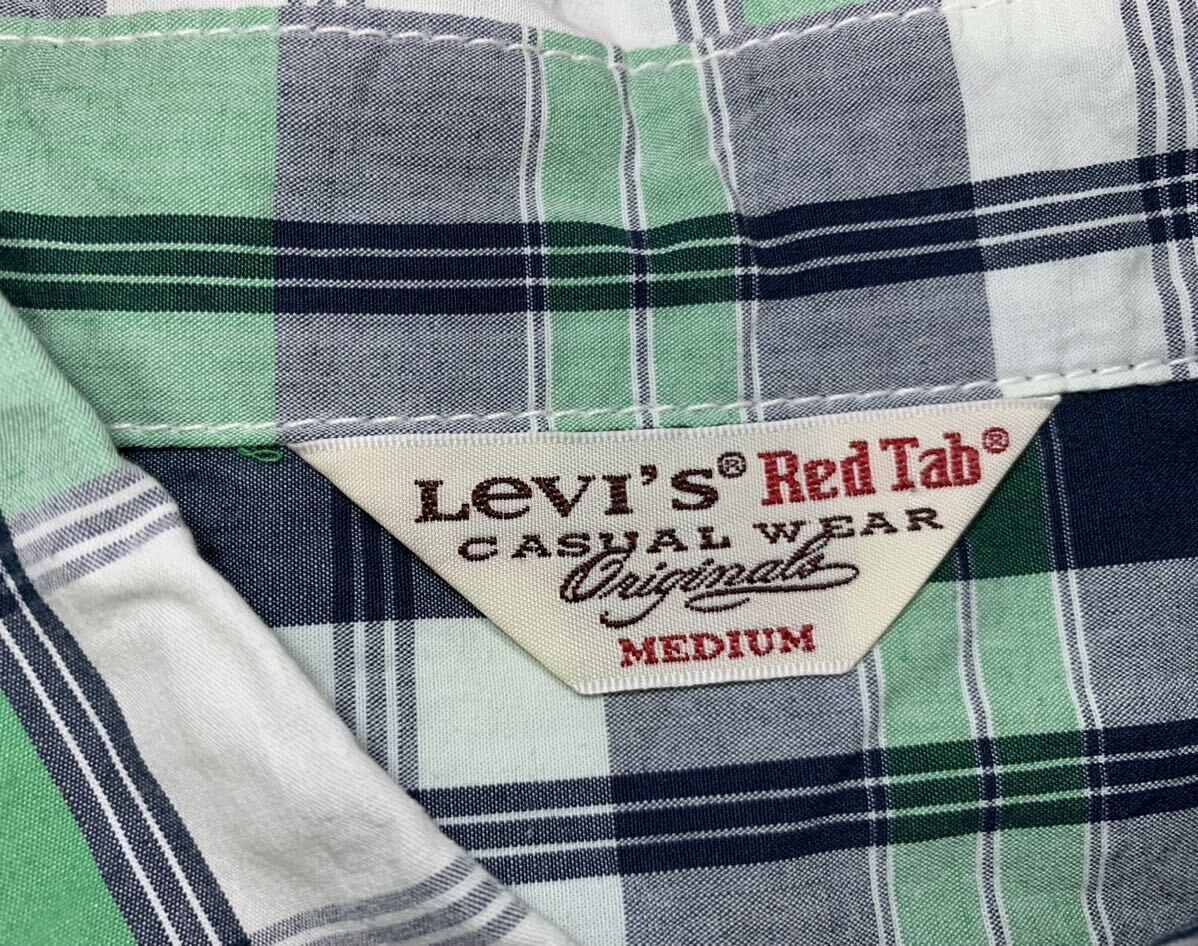 Levi's® Red Tab®
CASUAL WEAR
Originals
MEDIUM